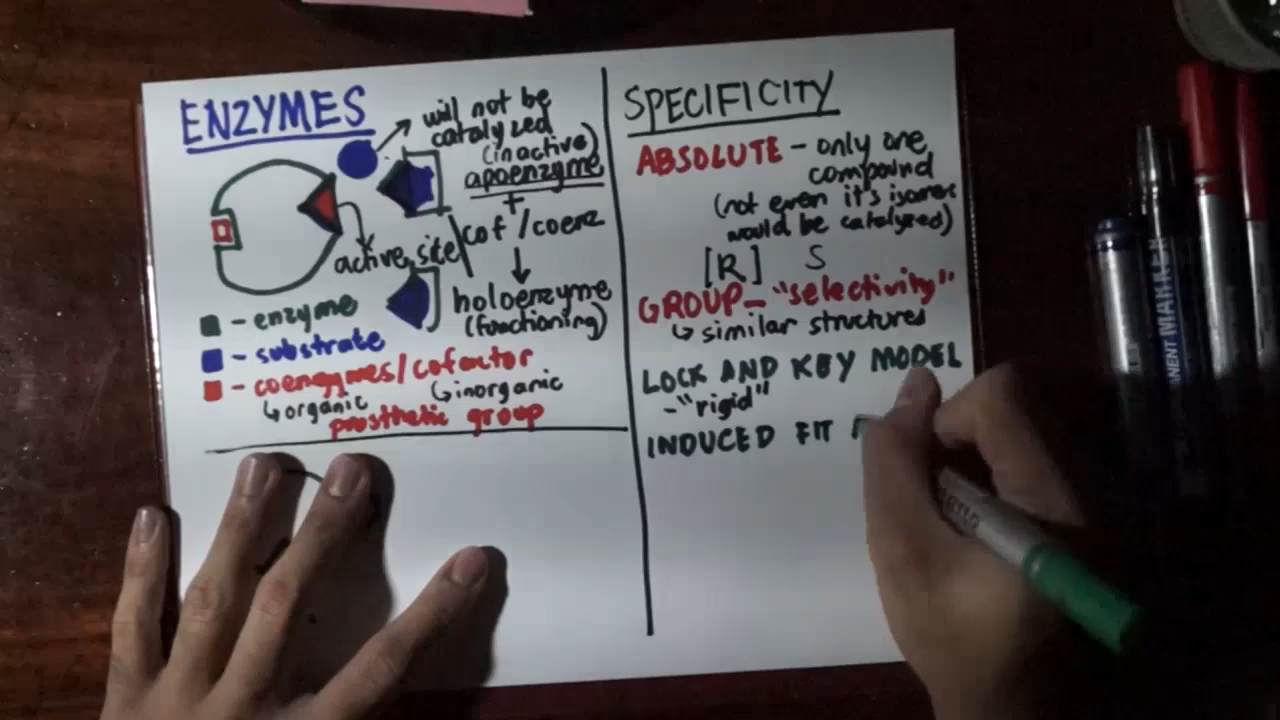 ENZYMES
will not be
catalyzed
(inactive)
apoenzyme
+
cof /coenz
holoenzyme
(functioning)
active site
- enzyme
- substrate
- coenzymes/cofactor
organic
inorganic
prosthetic group
SPECIFICITY
ABSOLUTE - only one
compound
(not even it's isomer
would be catalyzed)
[R] S
GROUP - "selectivity"
similar structures
LOCK AND KEY MODEL
- "rigid"
INDUCED FIT
MARKER